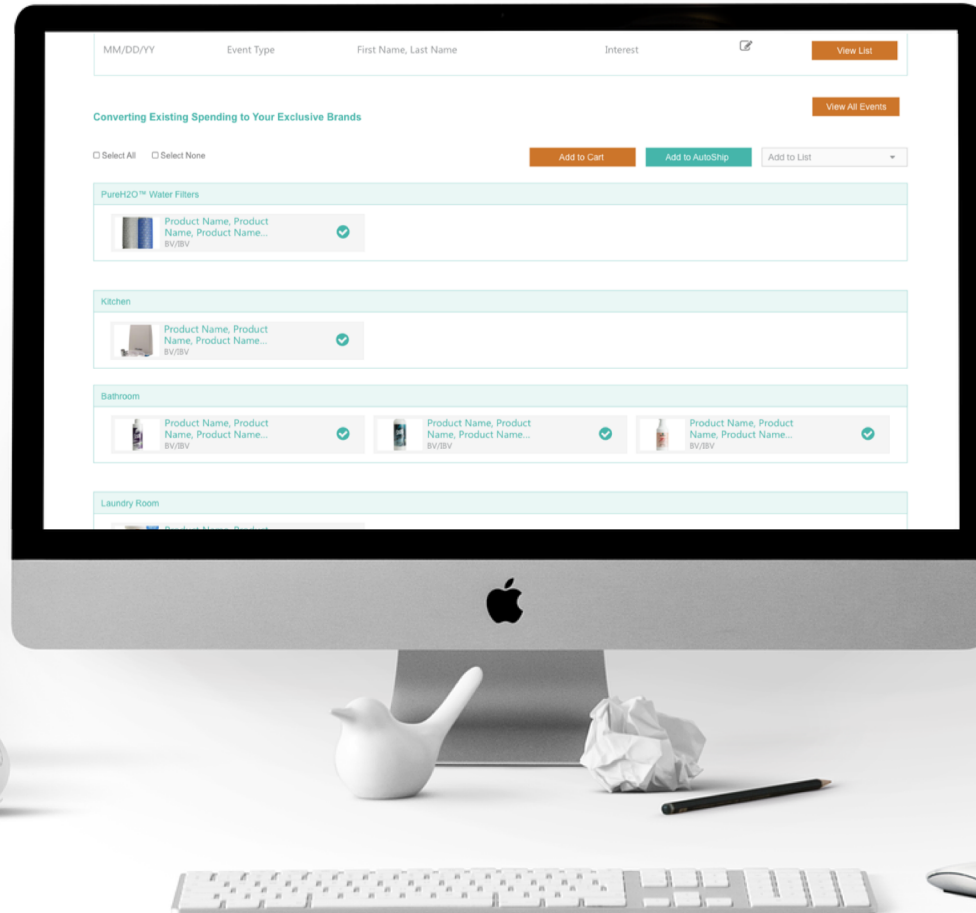 MM/DD/YY Event Type First Name, Last Name Interest View List
View All Events
Converting Existing Spending to Your Exclusive Brands
Select All Select None Add to Cart Add to AutoShip Add to List
PureH2O™ Water Filters
Product Name, Product
Name, Product Name...
BV/IBV
Kitchen
Product Name, Product
Name, Product Name...
BV/IBV
Bathroom
Product Name, Product
Name, Product Name...
BV/IBV
Product Name, Product
Name, Product Name...
BV/IBV
Product Name, Product
Name, Product Name...
BV/IBV
Laundry Room
Product Name, Product